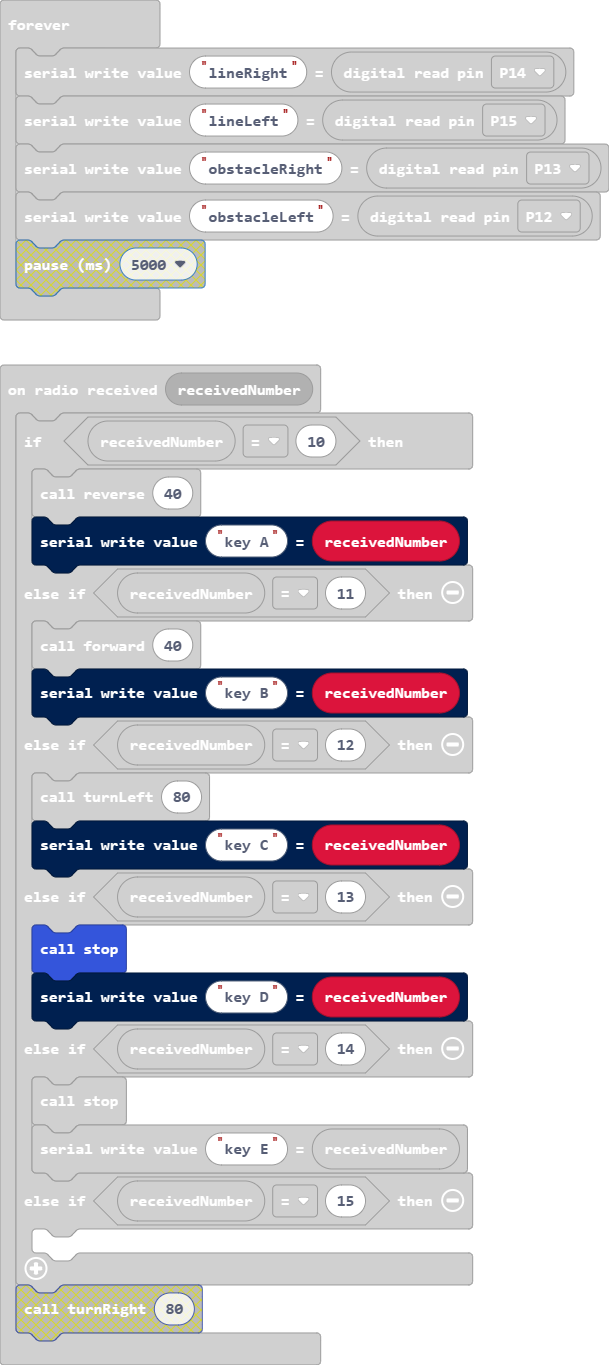 forever
serial write value "lineRight" = digital read pin P14
serial write value "lineLeft" = digital read pin P15
serial write value "obstacleRight" = digital read pin P13
serial write value "obstacleLeft" = digital read pin P12
pause (ms) 5000
on radio received receivedNumber
if receivedNumber = 10 then
call reverse 40
serial write value "key A" = receivedNumber
else if receivedNumber = 11 then
call forward 40
serial write value "key B" = receivedNumber
else if receivedNumber = 12 then
call turnLeft 80
serial write value "key C" = receivedNumber
else if receivedNumber = 13 then
call stop
serial write value "key D" = receivedNumber
else if receivedNumber = 14 then
call stop
serial write value "key E" = receivedNumber
else if receivedNumber = 15 then
call turnRight 80